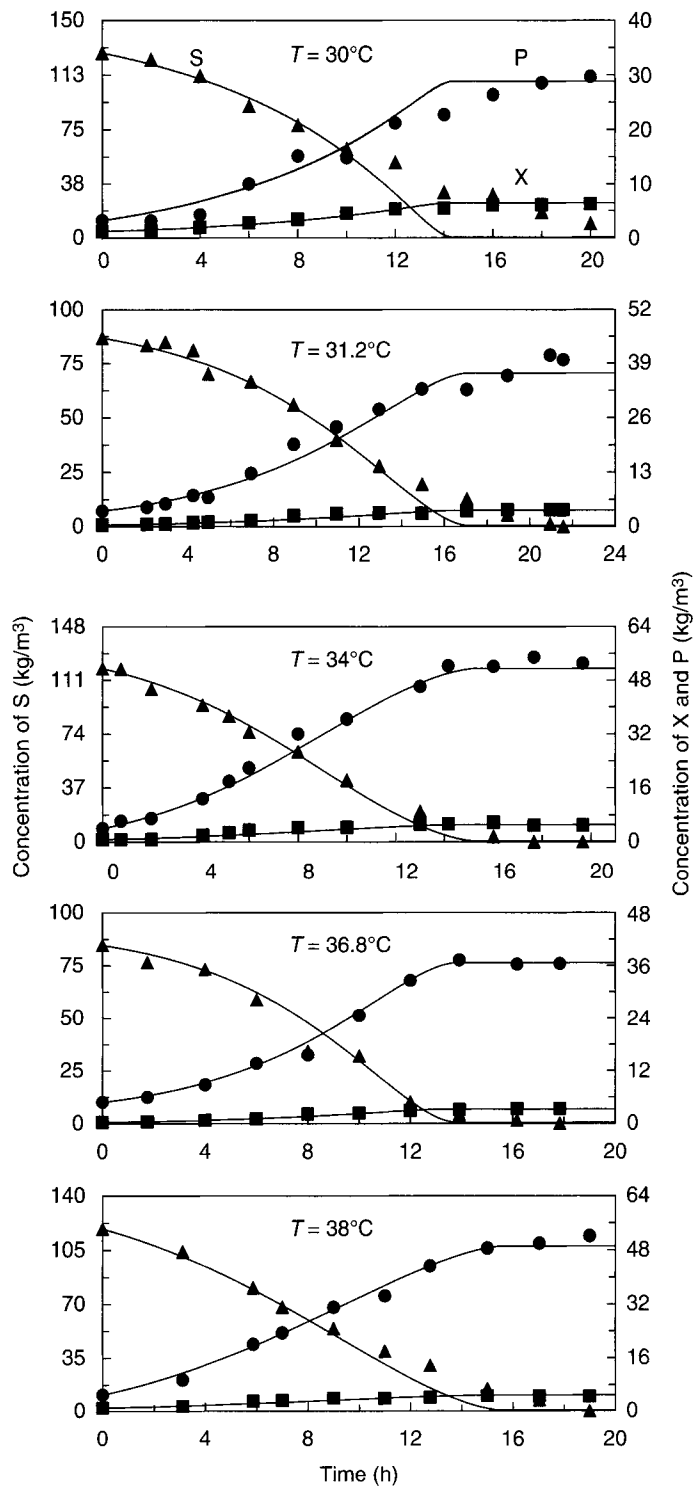 150 40
S T = 30°C P
113 30
75 20
38 X 10
0 0
0 4 8 12 16 20
100 52
T = 31.2°C
75 39
50 26
25 13
0 0
0 4 8 12 16 20 24
148 64
T = 34°C
111 48
74 32
37 16
0 0
0 4 8 12 16 20
Concentration of S (kg/m³)
Concentration of X and P (kg/m³)
100 48
T = 36.8°C
75 36
50 24
25 12
0 0
0 4 8 12 16 20
140 64
T = 38°C
105 48
70 32
35 16
0 0
0 4 8 12 16 20
Time (h)